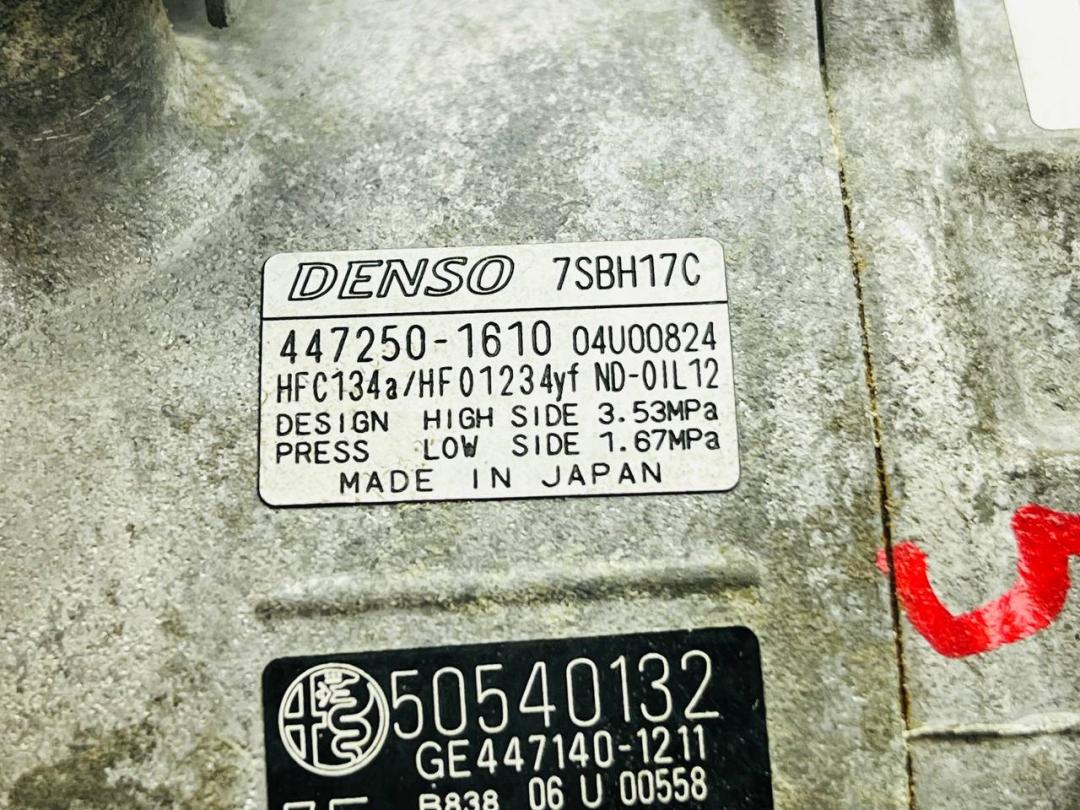 DENSO 7SBH17C
447250-1610 04U00824
HFC134a/HFO1234yf ND-OIL12
DESIGN HIGH SIDE 3.53MPa
PRESS LOW SIDE 1.67MPa
MADE IN JAPAN
50540132
GE447140-1211
B838 06 U 00558